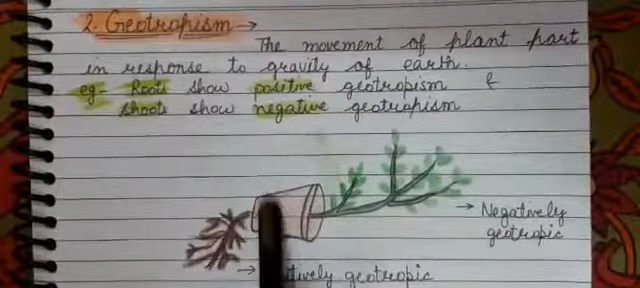 2. Geotropism →
The movement of plant part
in response to gravity of earth.
eg- Roots show positive geotropism &
shoots show negative geotropism
→ Negatively
geotropic
→ tively geotropic